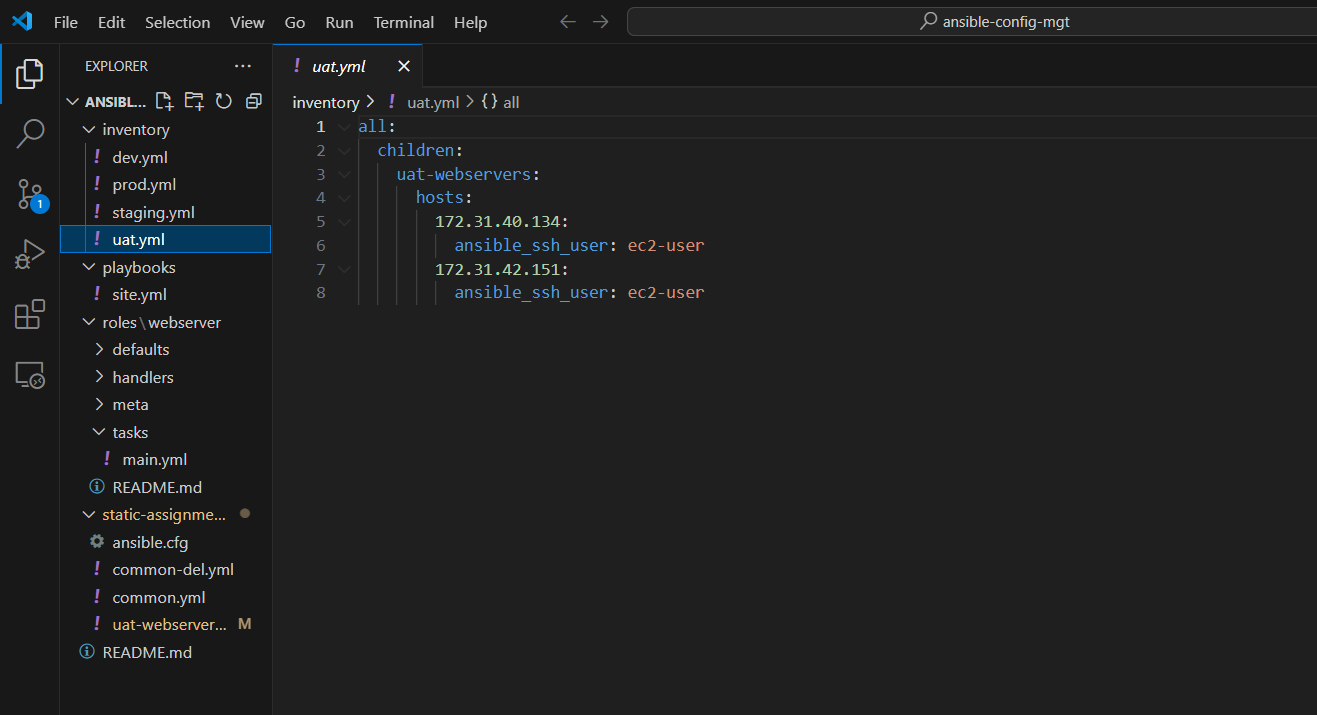 File Edit Selection View Go Run Terminal Help
ansible-config-mgt
EXPLORER ...
ANSIBL...
inventory
! dev.yml
! prod.yml
! staging.yml
! uat.yml
playbooks
! site.yml
roles\webserver
defaults
handlers
meta
tasks
! main.yml
README.md
static-assignme...
ansible.cfg
! common-del.yml
! common.yml
! uat-webserver... M
README.md
1
! uat.yml
inventory > ! uat.yml > {} all
1 all:
2 children:
3 uat-webservers:
4 hosts:
5 172.31.40.134:
6 ansible_ssh_user: ec2-user
7 172.31.42.151:
8 ansible_ssh_user: ec2-user